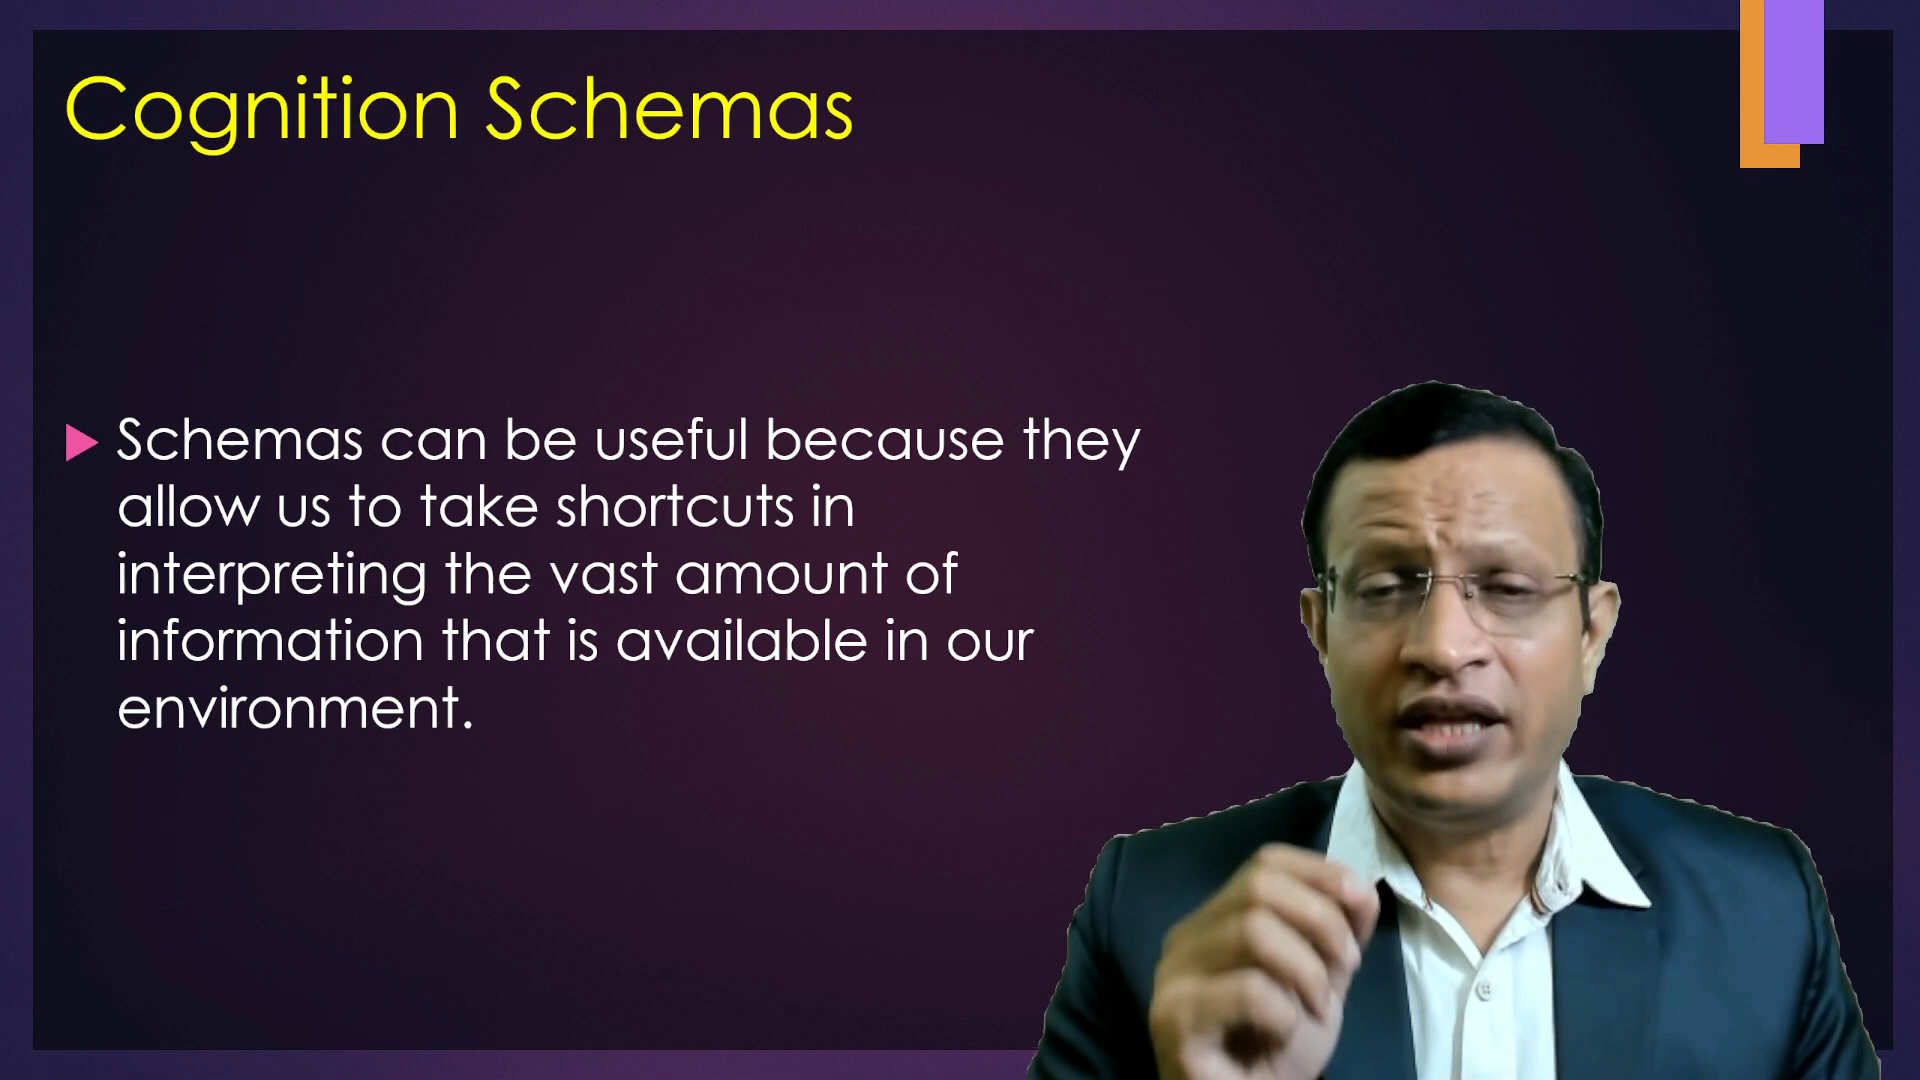 Cognition Schemas
Schemas can be useful because they
allow us to take shortcuts in
interpreting the vast amount of
information that is available in our
environment.